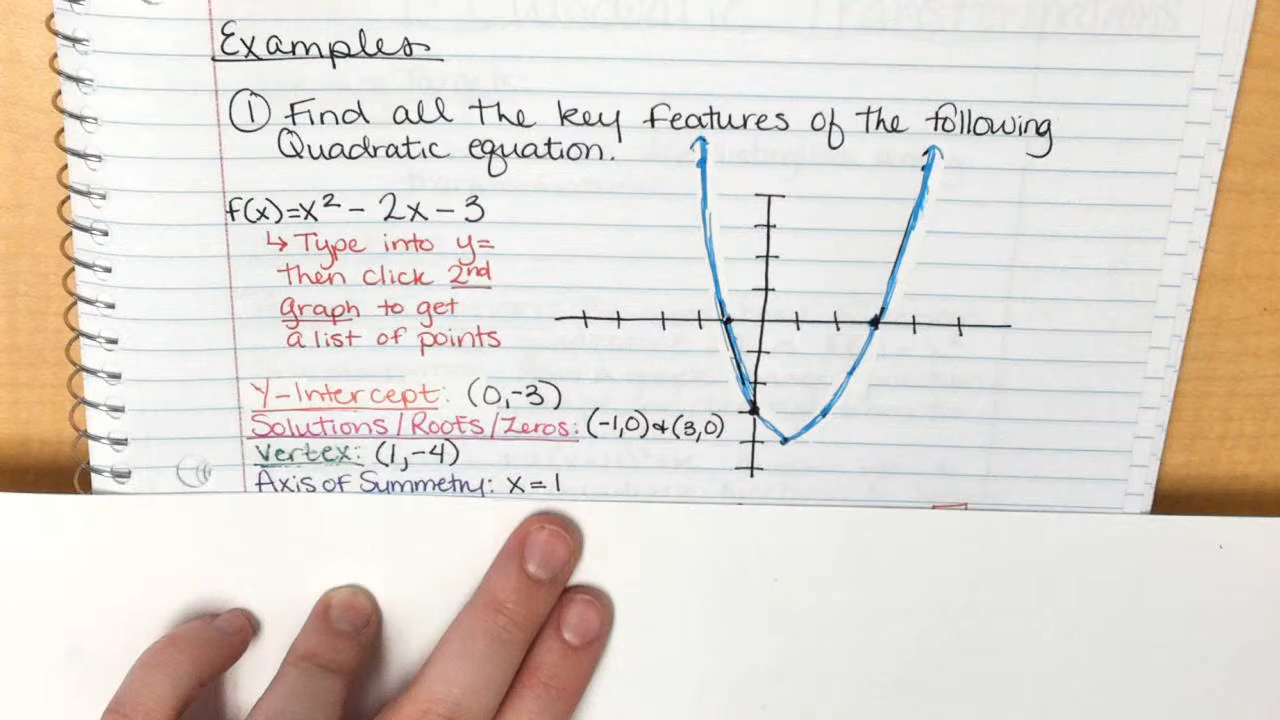 Examples
① Find all the key features of the following
Quadratic equation.
f(x)=x² - 2x - 3
↳ Type into y=
then click 2nd
graph to get
a list of points
Y-Intercept: (0,-3)
Solutions/Roots/Zeros: (-1,0) & (3,0)
Vertex: (1,-4)
Axis of Symmetry: x=1